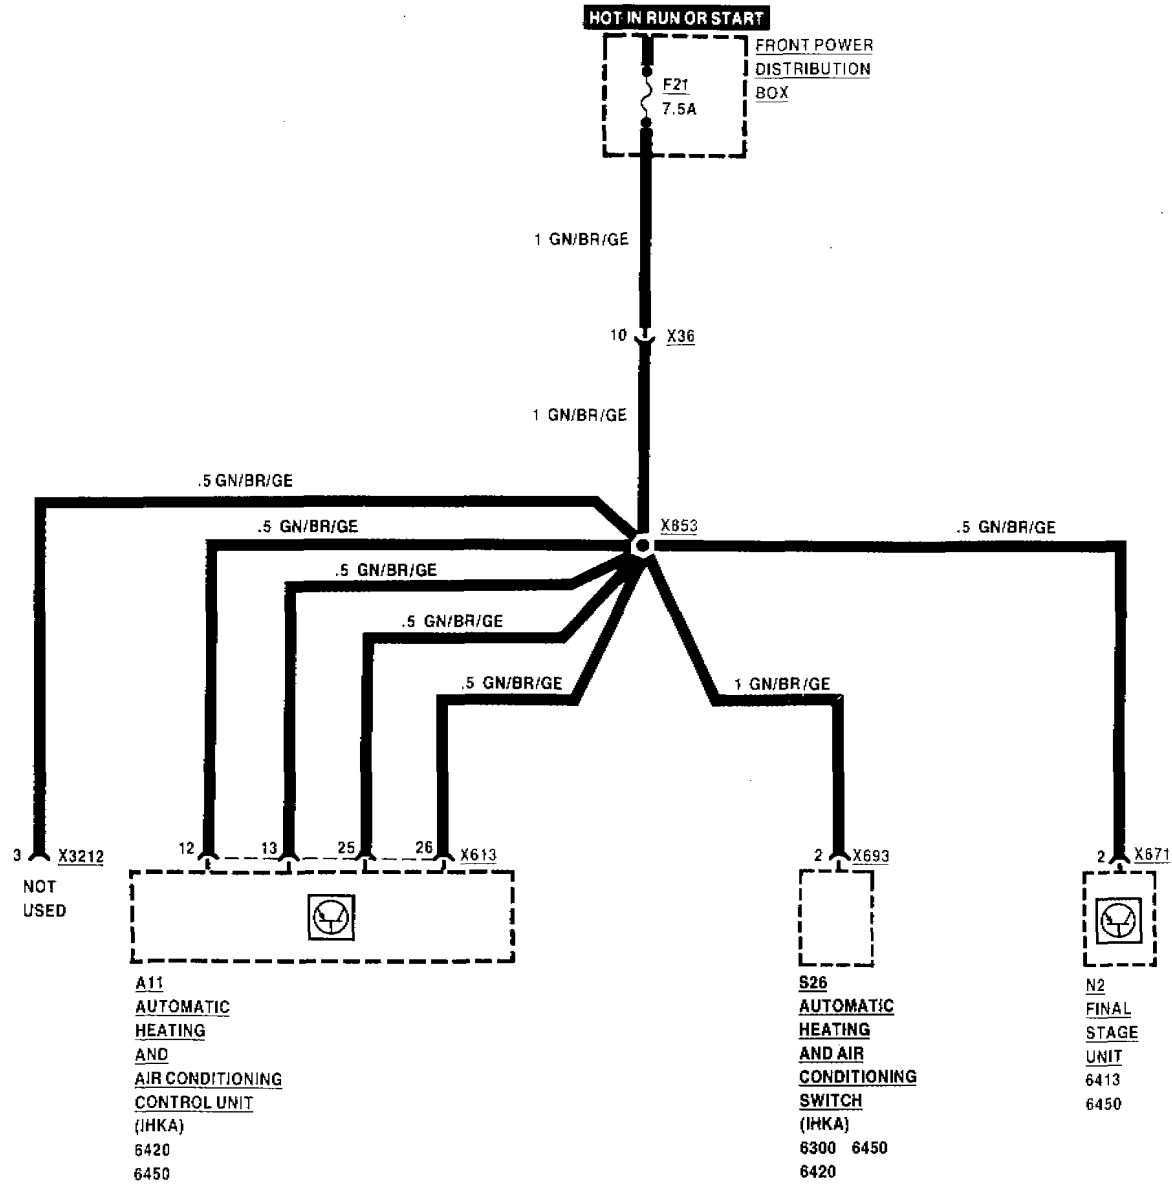 HOT IN RUN OR START
FRONT POWER
DISTRIBUTION
BOX
F21
7.5A
1 GN/BR/GE
10 X36
1 GN/BR/GE
.5 GN/BR/GE
X853
.5 GN/BR/GE
.5 GN/BR/GE
.5 GN/BR/GE
.5 GN/BR/GE
.5 GN/BR/GE
1 GN/BR/GE
3 X3212
12 13 25 26 X613
2 X693
2 X671
NOT
USED
A11
AUTOMATIC
HEATING
AND
AIR CONDITIONING
CONTROL UNIT
(IHKA)
6420
6450
S26
AUTOMATIC
HEATING
AND AIR
CONDITIONING
SWITCH
(IHKA)
6300 6450
6420
N2
FINAL
STAGE
UNIT
6413
6450